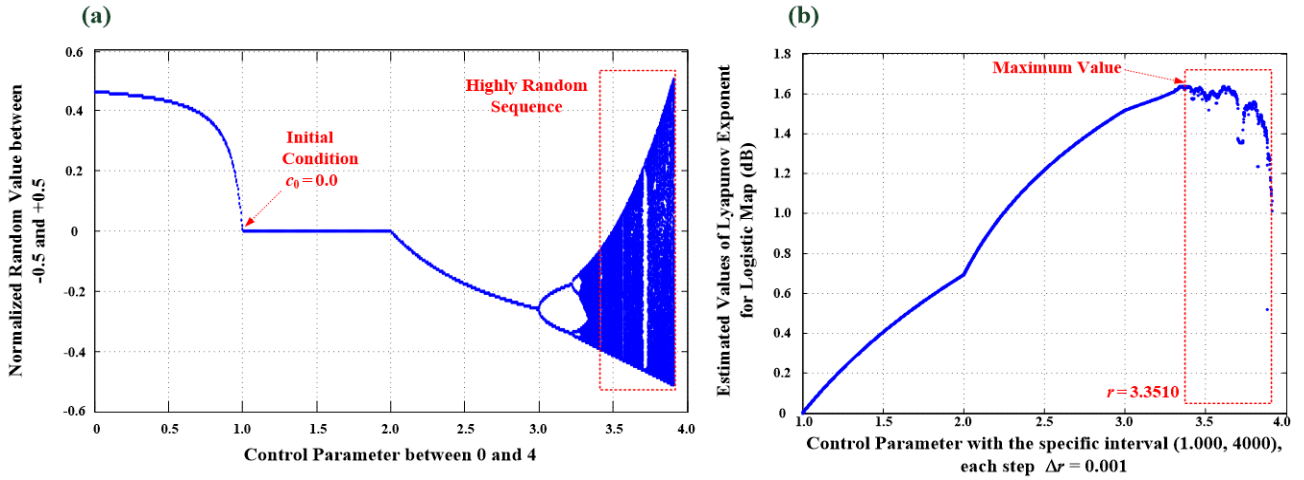 (a)
Normalized Random Value between
-0.5 and +0.5
0.6
0.4
0.2
0
-0.2
-0.4
-0.6
Highly Random
Sequence
Initial
Condition
c₀ = 0.0
0
0.5
1.0
1.5
2.0
2.5
3.0
3.5
4.0
Control Parameter between 0 and 4
(b)
Estimated Values of Lyapunov Exponent
for Logistic Map (dB)
1.8
1.6
1.4
1.2
1.0
0.8
0.6
0.4
0.2
0
Maximum Value
r = 3.3510
1.0
1.5
2.0
2.5
3.0
3.5
4.0
Control Parameter with the specific interval (1.000, 4000),
each step Δr = 0.001